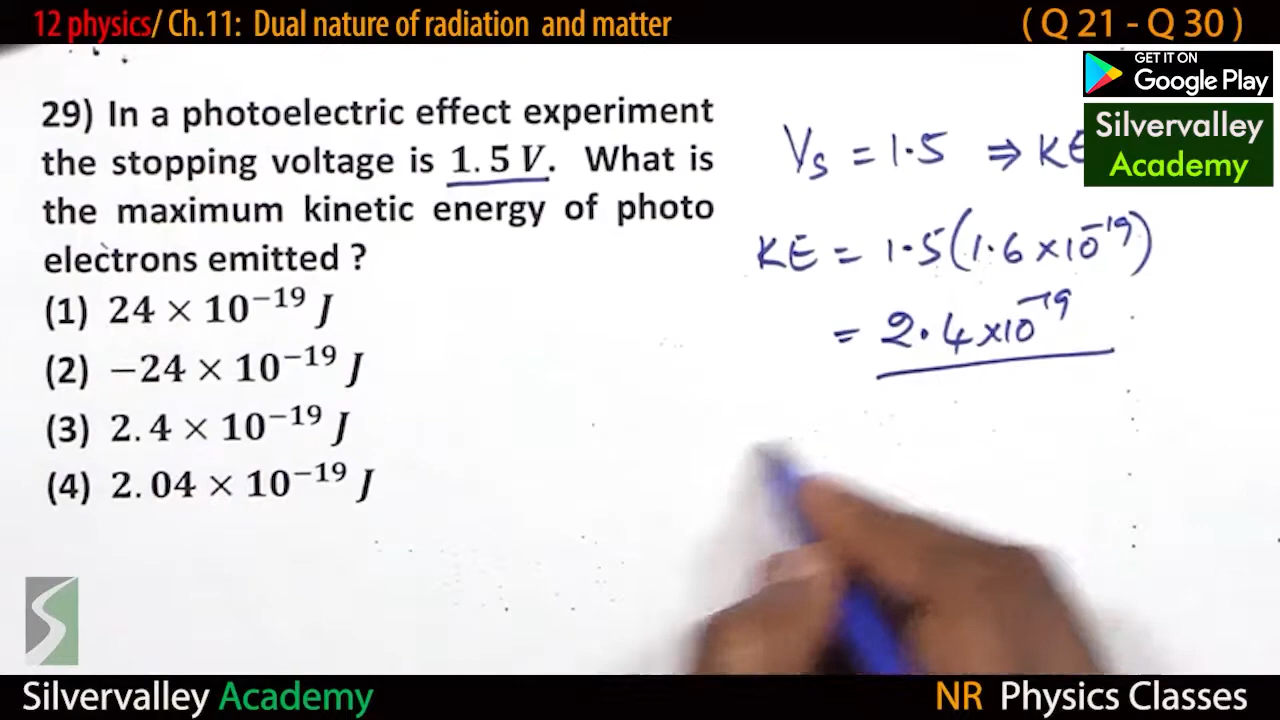 12 physics/ Ch.11: Dual nature of radiation and matter
( Q 21 - Q 30 )
GET IT ON
Google Play
Silvervalley
Academy
29) In a photoelectric effect experiment
the stopping voltage is 1.5 V. What is
the maximum kinetic energy of photo
electrons emitted ?
(1) 24 × 10⁻¹⁹ J
(2) −24 × 10⁻¹⁹ J
(3) 2.4 × 10⁻¹⁹ J
(4) 2.04 × 10⁻¹⁹ J
Vs = 1.5 ⇒ KE
KE = 1.5(1.6 ×10⁻¹⁹)
= 2.4×10⁻¹⁹
Silvervalley Academy
NR Physics Classes